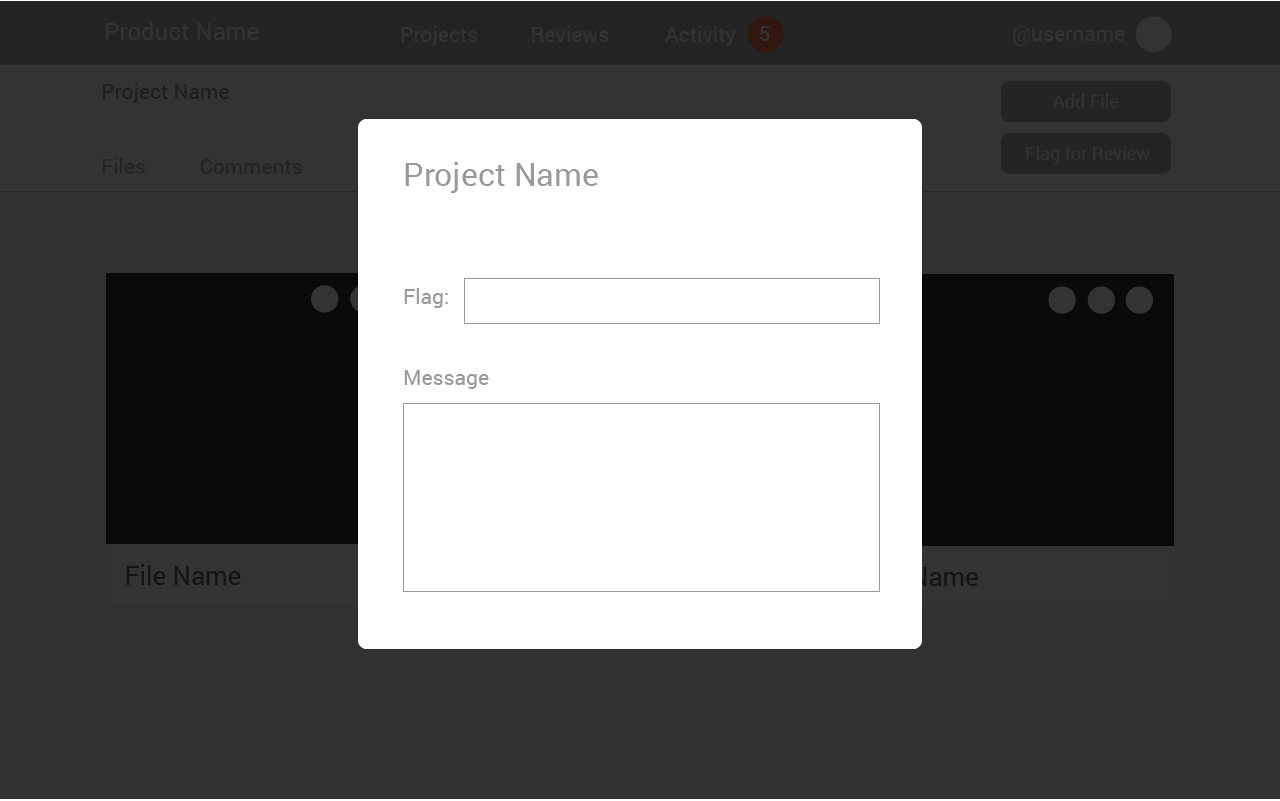 Product Name
Projects
Reviews
Activity
5
@username
Project Name
Add File
Flag for Review
Files
Comments
Project Name
Flag:
Message
File Name
Name